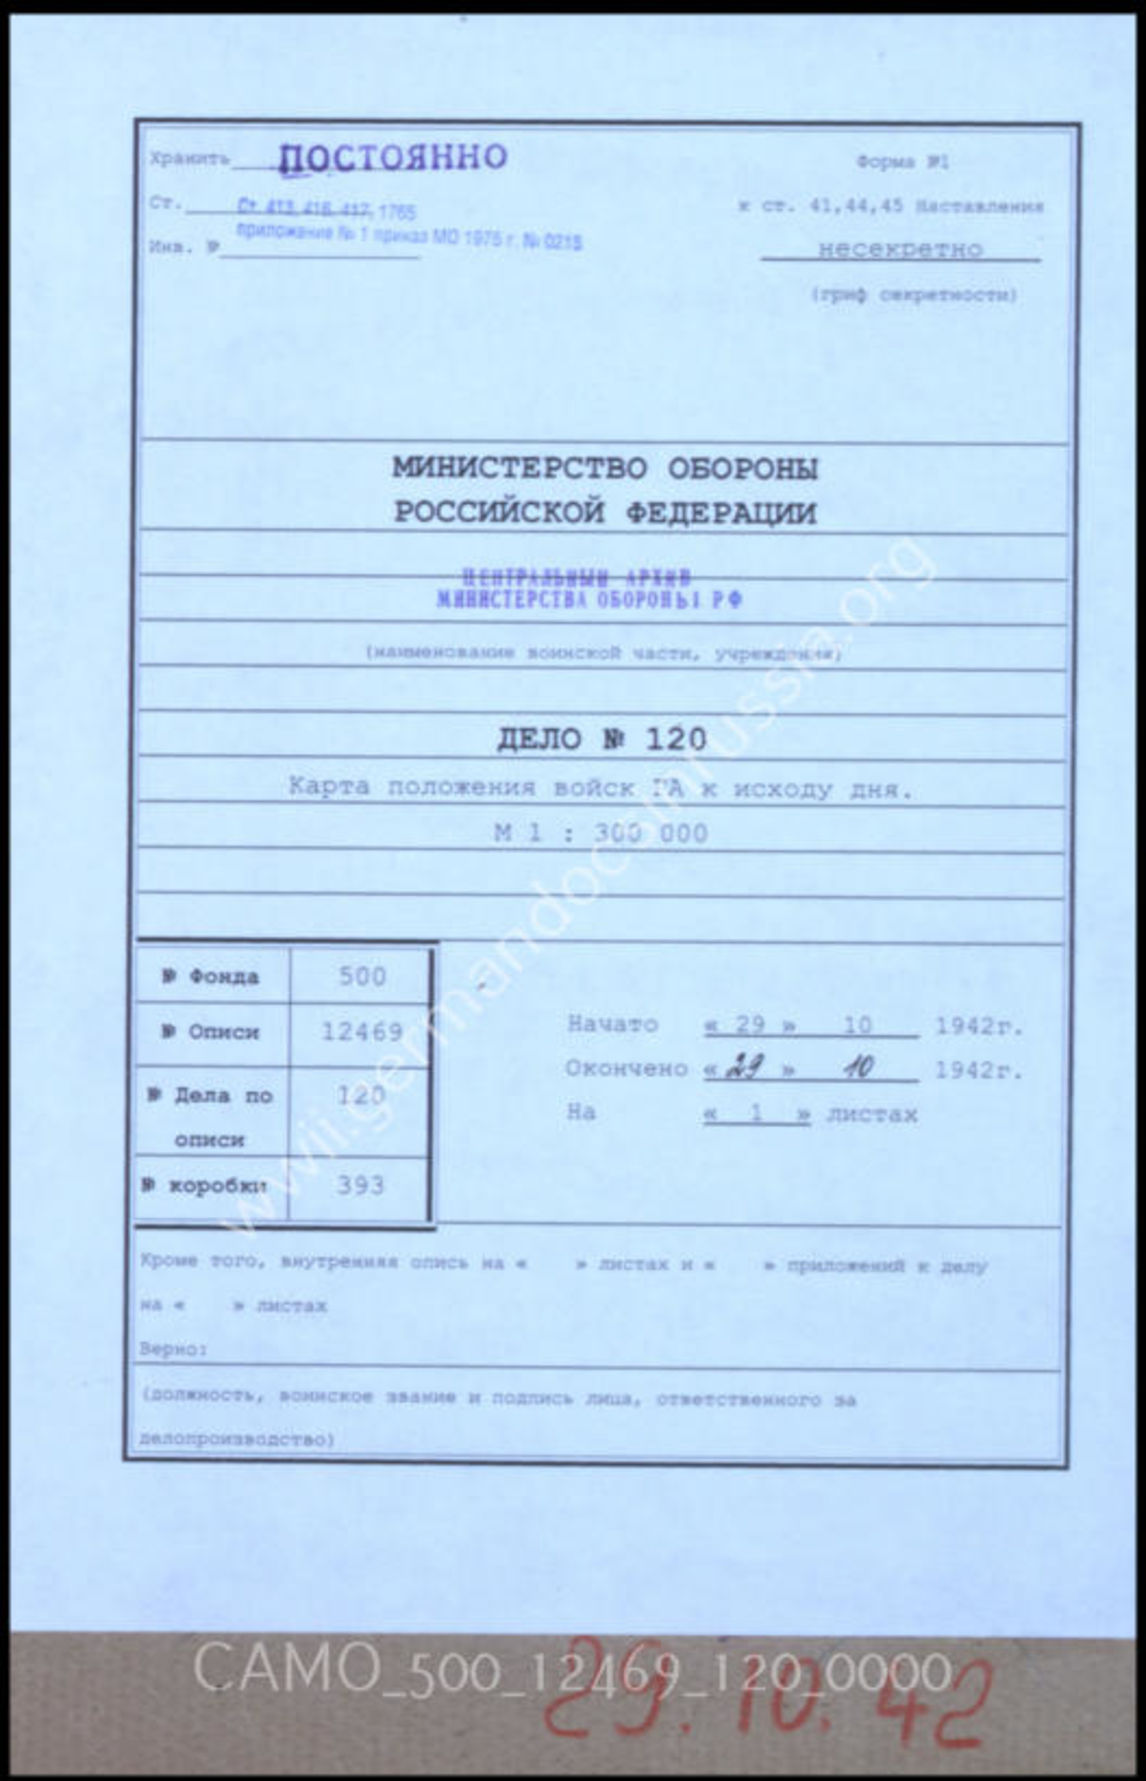 Хранить ПОСТОЯННО
Форма №1
Ст. Ст. 413, 416, 417, 1765
к ст. 41,44,45 Наставления
приложение № 1 приказ МО 1975 г. № 0215
Инв. №
несекретно
(гриф секретности)
МИНИСТЕРСТВО ОБОРОНЫ
РОССИЙСКОЙ ФЕДЕРАЦИИ
ЦЕНТРАЛЬНЫЙ АРХИВ
МИНИСТЕРСТВА ОБОРОНЫ РФ
(наименование воинской части, учреждения)
ДЕЛО № 120
Карта положения войск ГА к исходу дня.
М 1 : 300 000
№ Фонда 500
№ Описи 12469
№ Дела по описи 120
№ коробки 393
Начато « 29 » 10 1942г.
Окончено « 29 » 10 1942г.
На « 1 » листах
Кроме того, внутренняя опись на « » листах и « » приложений к делу
на « » листах
Верно:
(должность, воинское звание и подпись лица, ответственного за
делопроизводство)
wwii.germandocsinrussia.org
CAMO_500_12469_120_0000
29.10.42